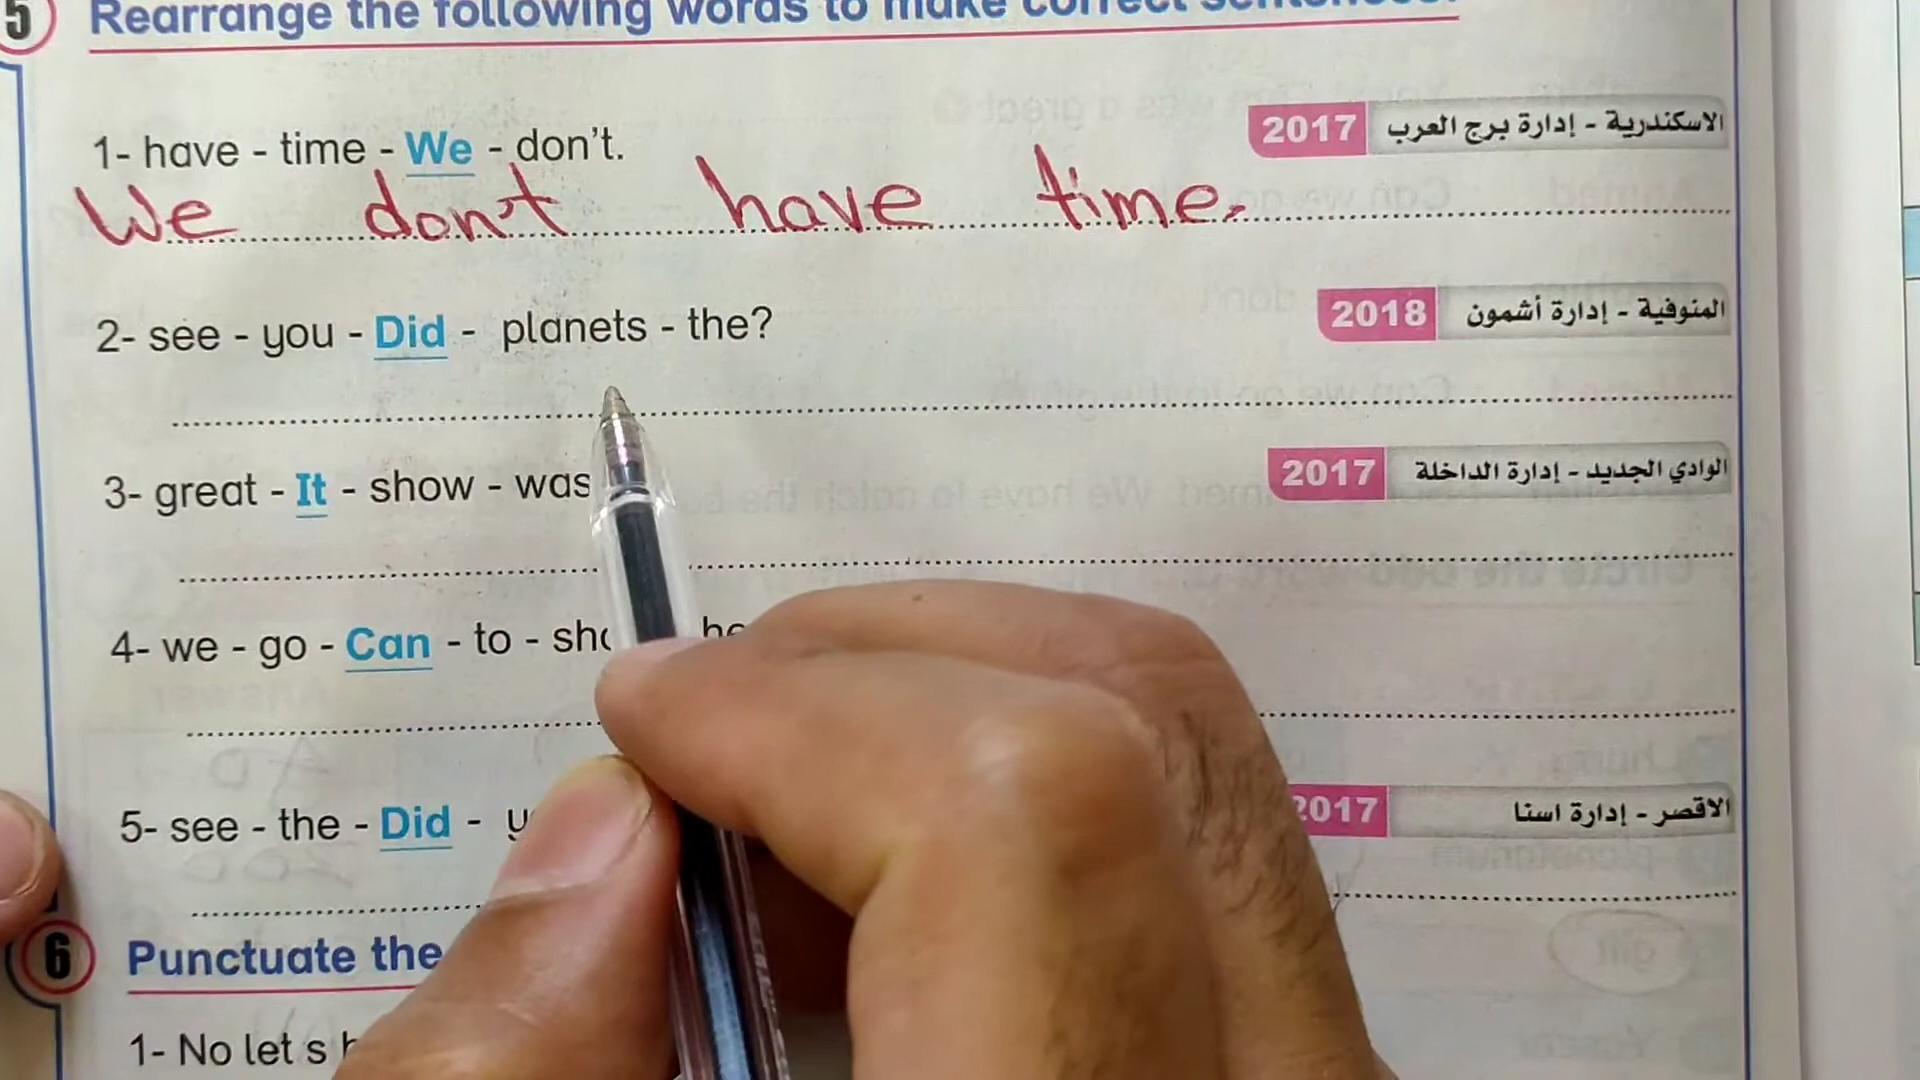 5 Rearrange the following words to make correct sentences:
1- have - time - We - don't.
2017 الاسكندرية - إدارة برج العرب
We don't have time.
2- see - you - Did - planets - the?
2018 المنوفية - إدارة أشمون
3- great - It - show - was
2017 الوادي الجديد - إدارة الداخلة
4- we - go - Can - to - sh
5- see - the - Did - y
2017 الاقصر - إدارة اسنا
6 Punctuate the
1- No let s